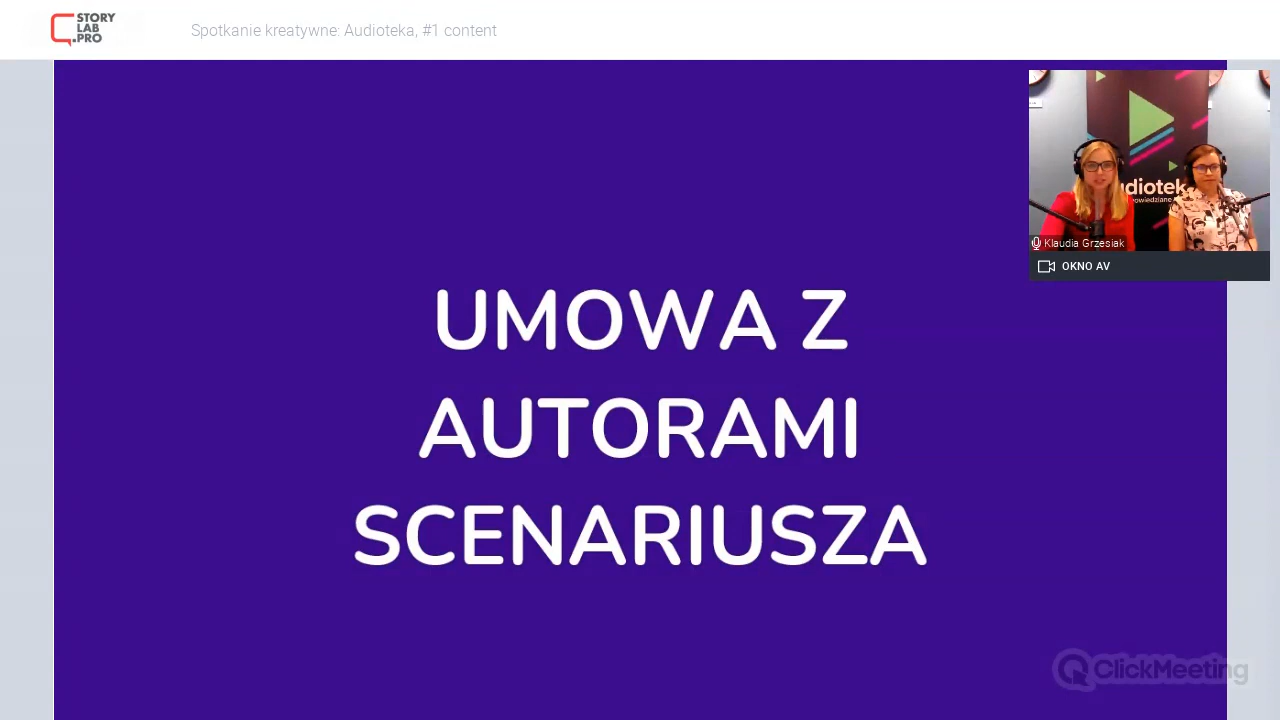 STORY
LAB
.PRO
Spotkanie kreatywne: Audioteka, #1 content
UMOWA Z
AUTORAMI
SCENARIUSZA
Klaudia Grzesiak
OKNO AV
ClickMeeting